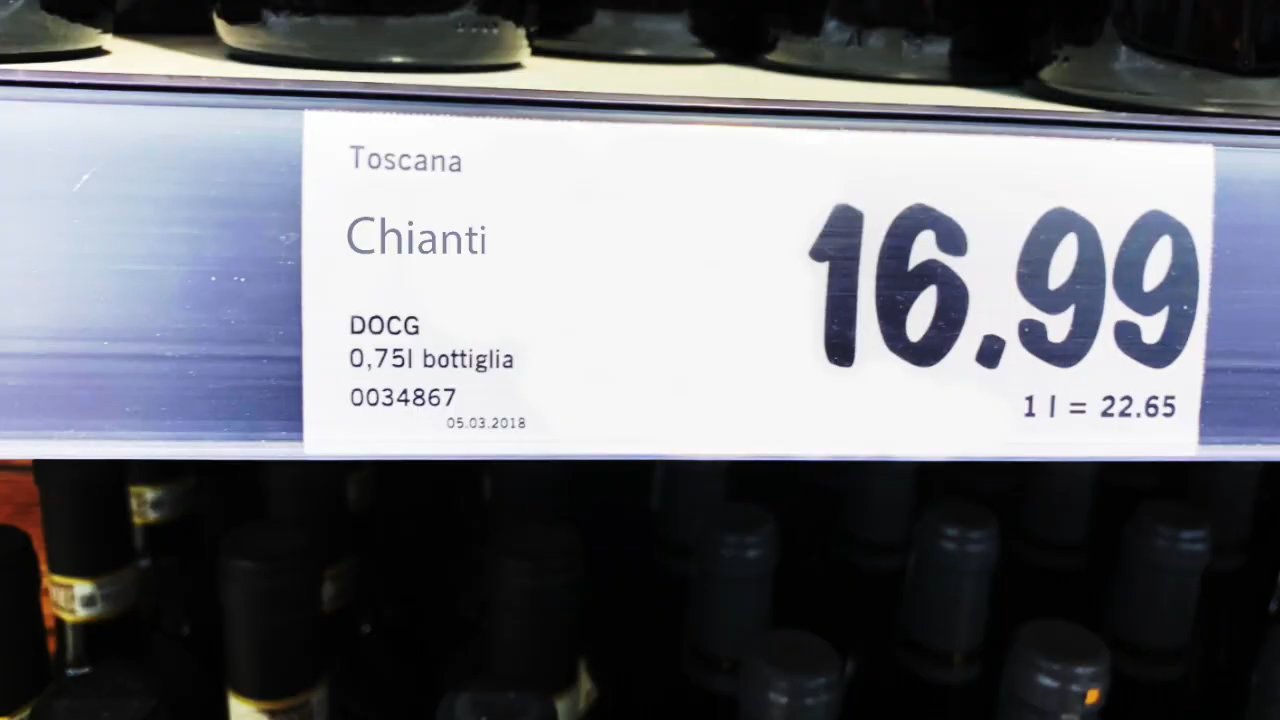 Toscana
Chianti
DOCG
0,75l bottiglia
0034867
05.03.2018
16.99
1 l = 22.65